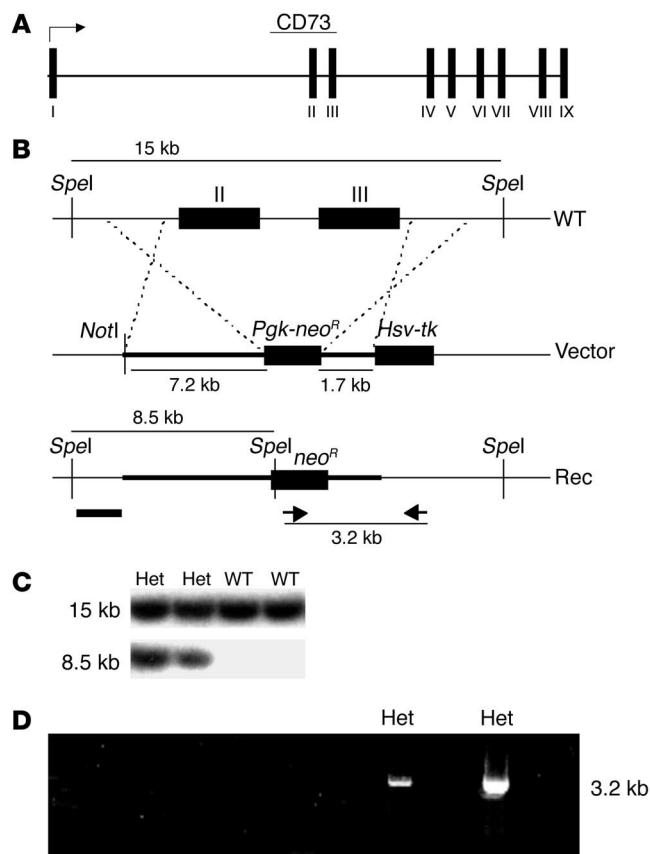 A
CD73
I II III IV V VI VII VIII IX
B
15 kb
SpeI II III SpeI
WT
NotI Pgk-neoᴿ Hsv-tk
Vector
7.2 kb 1.7 kb
8.5 kb
SpeI SpeI neoᴿ SpeI
Rec
3.2 kb
C
Het Het WT WT
15 kb
8.5 kb
D
Het Het
3.2 kb